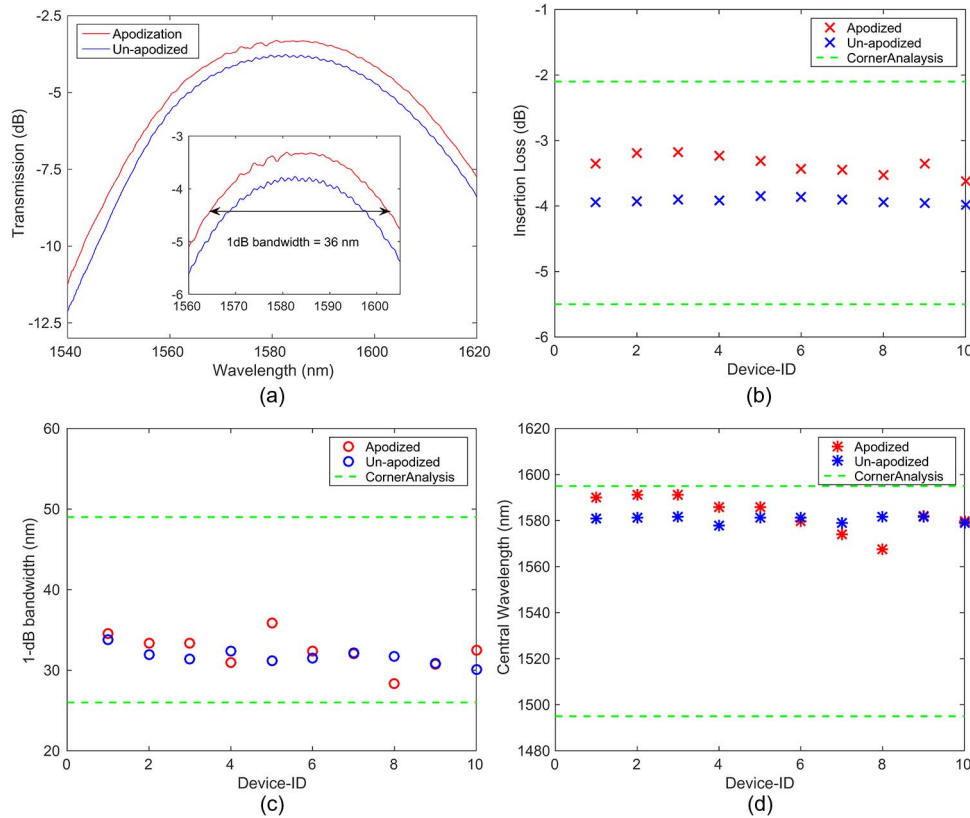 -2.5
-5
-7.5
-10
-12.5
Transmission (dB)
Apodization
Un-apodized
-3
-4
-5
-6
1dB bandwidth = 36 nm
1560 1570 1580 1590 1600
1540 1560 1580 1600 1620
Wavelength (nm)
(a)
-1
-2
-3
-4
-5
-6
Insertion Loss (dB)
Apodized
Un-apodized
CornerAnalaysis
0 2 4 6 8 10
Device-ID
(b)
60
50
40
30
20
1-dB bandwidth (nm)
Apodized
Un-apodized
CornerAnalysis
0 2 4 6 8 10
Device-ID
(c)
1620
1600
1580
1560
1540
1520
1500
1480
Central Wavelength (nm)
Apodized
Un-apodized
CornerAnalysis
0 2 4 6 8 10
Device-ID
(d)